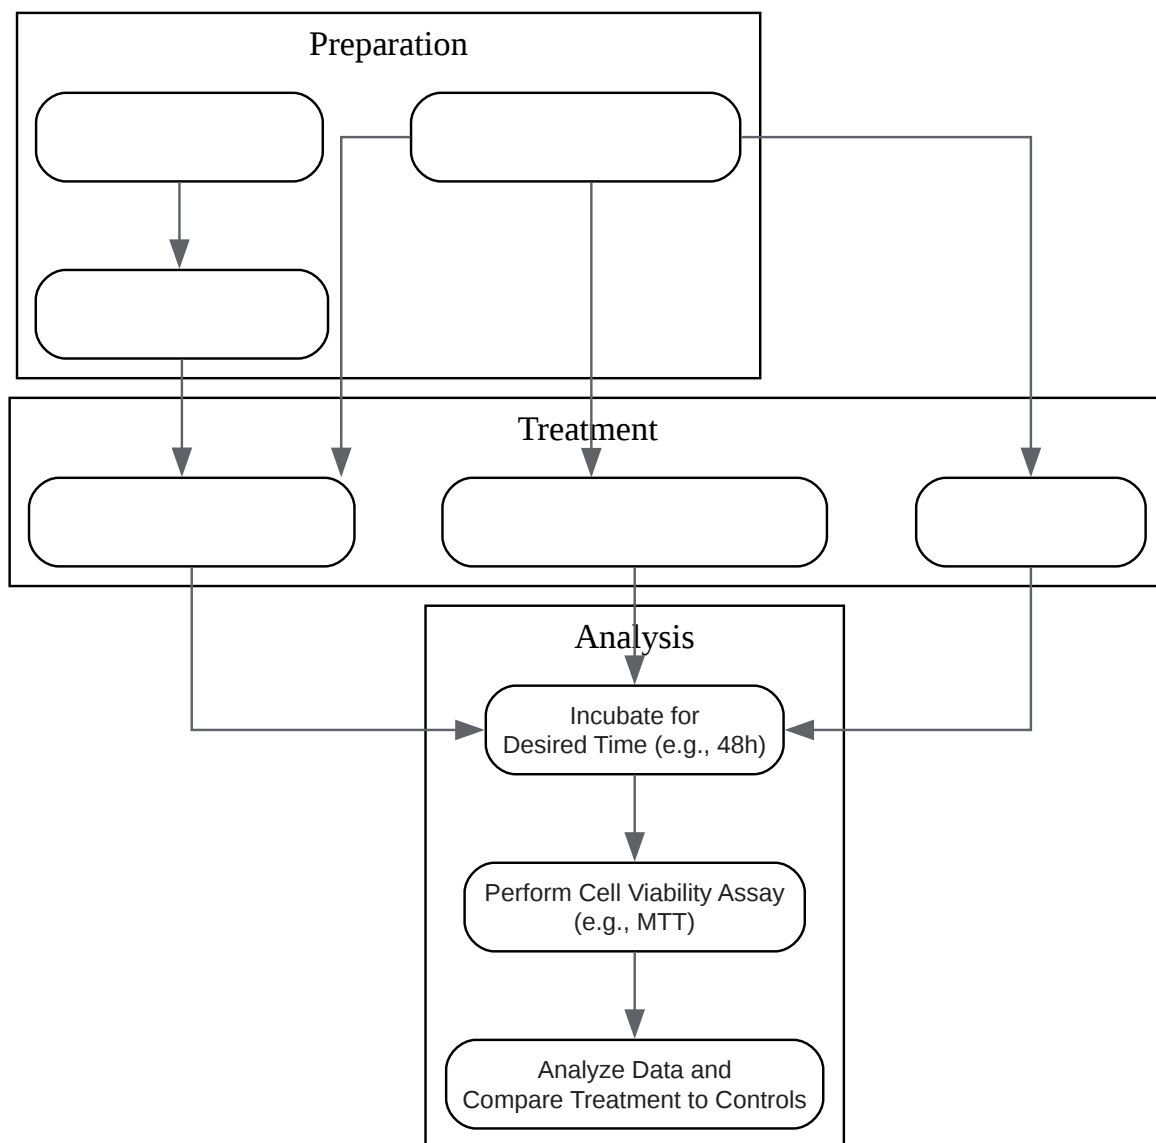 Preparation
Treatment
Analysis
Incubate for
Desired Time (e.g., 48h)
Perform Cell Viability Assay
(e.g., MTT)
Analyze Data and
Compare Treatment to Controls